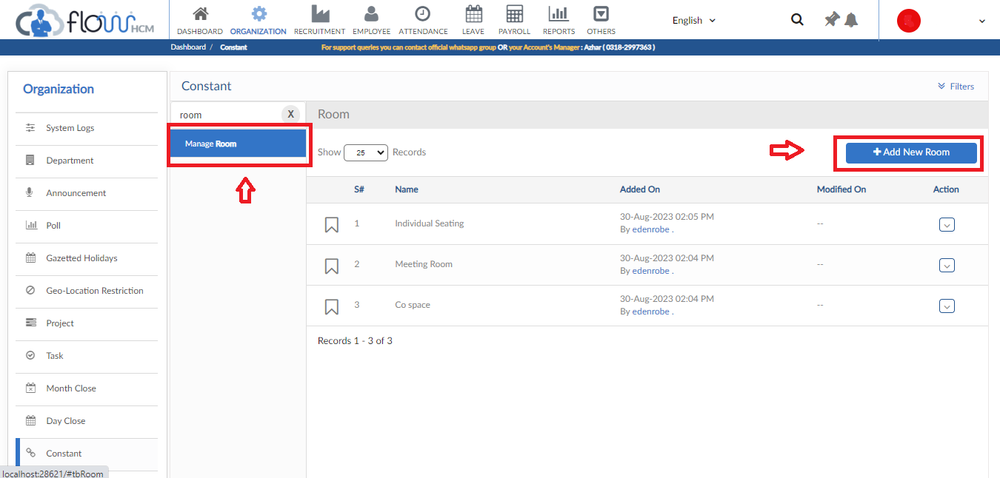 flowHCM
DASHBOARD ORGANIZATION RECRUITMENT EMPLOYEE ATTENDANCE LEAVE PAYROLL REPORTS OTHERS
English
Dashboard / Constant
For support queries you can contact official whatsapp group OR your Account's Manager : Azhar ( 0318-2997363 )
Organization
System Logs
Department
Announcement
Poll
Gazetted Holidays
Geo-Location Restriction
Project
Task
Month Close
Day Close
Constant
localhost:28621/#tbRoom
Constant
Filters
room X
Manage Room
Room
Show 25 Records
+ Add New Room
S# Name Added On Modified On Action
1 Individual Seating 30-Aug-2023 02:05 PM --
By edenrobe .
2 Meeting Room 30-Aug-2023 02:04 PM --
By edenrobe .
3 Co space 30-Aug-2023 02:04 PM --
By edenrobe .
Records 1 - 3 of 3